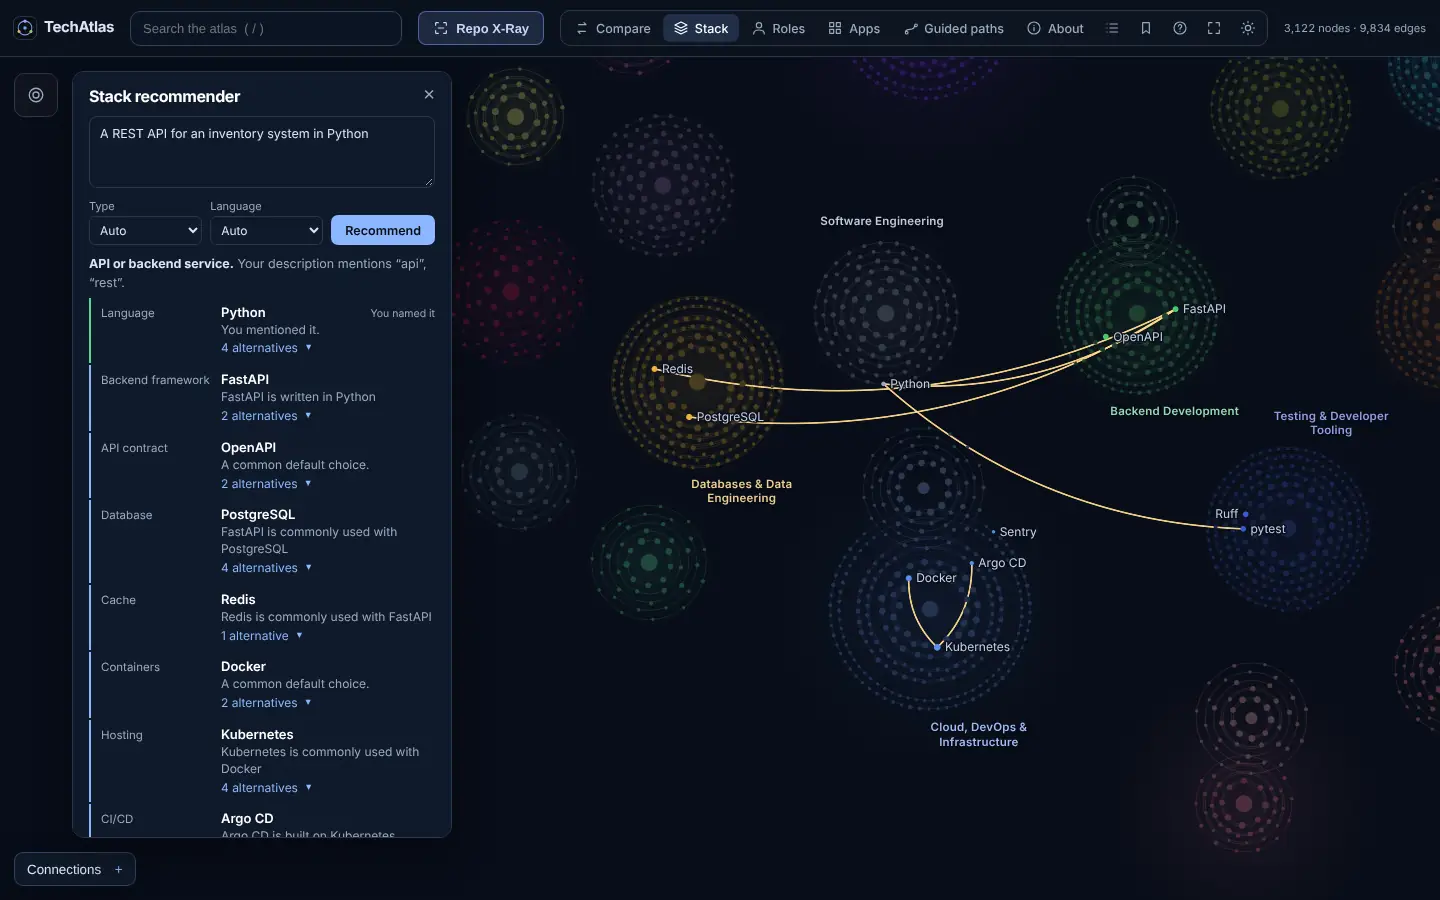 TechAtlas
Search the atlas ( / )
Repo X-Ray
Compare
Stack
Roles
Apps
Guided paths
About
3,122 nodes · 9,834 edges
Stack recommender
A REST API for an inventory system in Python
Type
Language
Auto
Auto
Recommend
API or backend service. Your description mentions “api”,
“rest”.
Language
Python
You named it
You mentioned it.
4 alternatives
Backend framework
FastAPI
FastAPI is written in Python
2 alternatives
API contract
OpenAPI
A common default choice.
2 alternatives
Database
PostgreSQL
FastAPI is commonly used with
PostgreSQL
4 alternatives
Cache
Redis
Redis is commonly used with FastAPI
1 alternative
Containers
Docker
A common default choice.
2 alternatives
Hosting
Kubernetes
Kubernetes is commonly used with
Docker
4 alternatives
CI/CD
Argo CD
Argo CD is built on Kubernetes
Connections +
Software Engineering
FastAPI
OpenAPI
Redis
Python
PostgreSQL
Backend Development
Testing & Developer
Tooling
Databases & Data
Engineering
Ruff
pytest
Sentry
Argo CD
Docker
Kubernetes
Cloud, DevOps &
Infrastructure